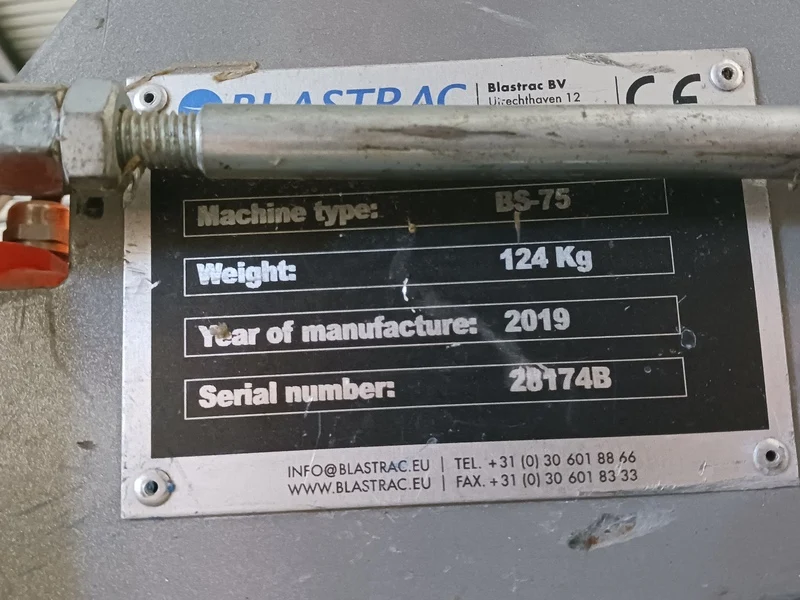 BLASTRAC
Blastrac BV
Utrechthaven 12
CE
Machine type: BS-75
Weight: 124 Kg
Year of manufacture: 2019
Serial number: 28174B
INFO@BLASTRAC.EU | TEL. +31 (0) 30 601 88 66
WWW.BLASTRAC.EU | FAX. +31 (0) 30 601 83 33